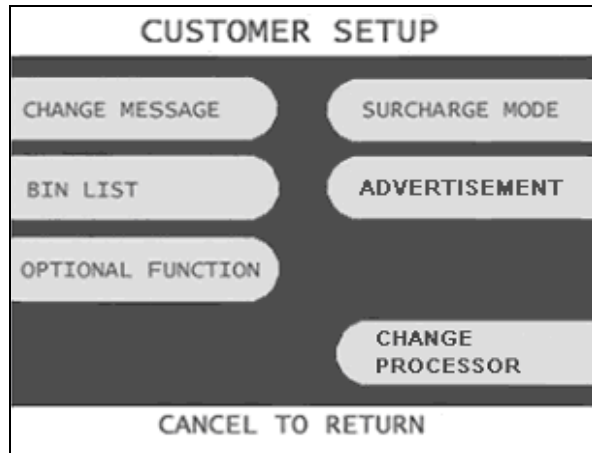 CUSTOMER SETUP
CHANGE MESSAGE
SURCHARGE MODE
BIN LIST
ADVERTISEMENT
OPTIONAL FUNCTION
CHANGE
PROCESSOR
CANCEL TO RETURN